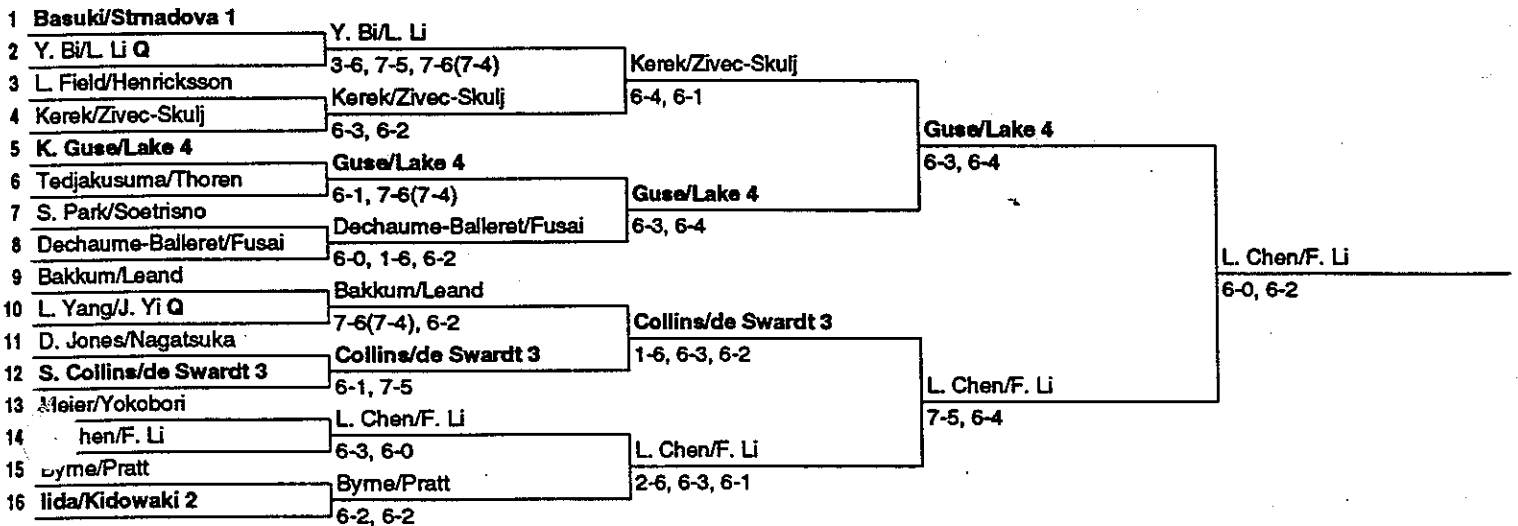 1 Basuki/Strnadova 1
2 Y. Bi/L. Li Q
3 L. Field/Henricksson
4 Kerek/Zivec-Skulj
5 K. Guse/Lake 4
6 Tedjakusuma/Thoren
7 S. Park/Soetrisno
8 Dechaume-Balleret/Fusai
9 Bakkum/Leand
10 L. Yang/J. Yi Q
11 D. Jones/Nagatsuka
12 S. Collins/de Swardt 3
13 Meier/Yokobori
14 hen/F. Li
15 Byrne/Pratt
16 Iida/Kidowaki 2
Y. Bi/L. Li
3-6, 7-5, 7-6(7-4)
Kerek/Zivec-Skulj
6-3, 6-2
Guse/Lake 4
6-1, 7-6(7-4)
Dechaume-Balleret/Fusai
6-0, 1-6, 6-2
Bakkum/Leand
7-6(7-4), 6-2
Collins/de Swardt 3
6-1, 7-5
L. Chen/F. Li
6-3, 6-0
Byrne/Pratt
6-2, 6-2
Kerek/Zivec-Skulj
6-4, 6-1
Guse/Lake 4
6-3, 6-4
Collins/de Swardt 3
1-6, 6-3, 6-2
L. Chen/F. Li
2-6, 6-3, 6-1
Guse/Lake 4
6-3, 6-4
L. Chen/F. Li
7-5, 6-4
L. Chen/F. Li
6-0, 6-2